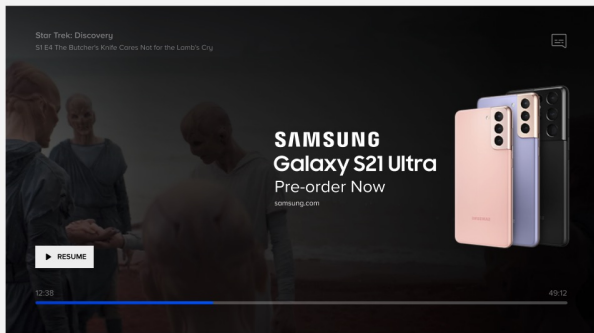 Star Trek: Discovery
S1 E4 The Butcher's Knife Cares Not for the Lamb's Cry
SAMSUNG
Galaxy S21 Ultra
Pre-order Now
samsung.com
SAMSUNG
RESUME
12:38
49:12